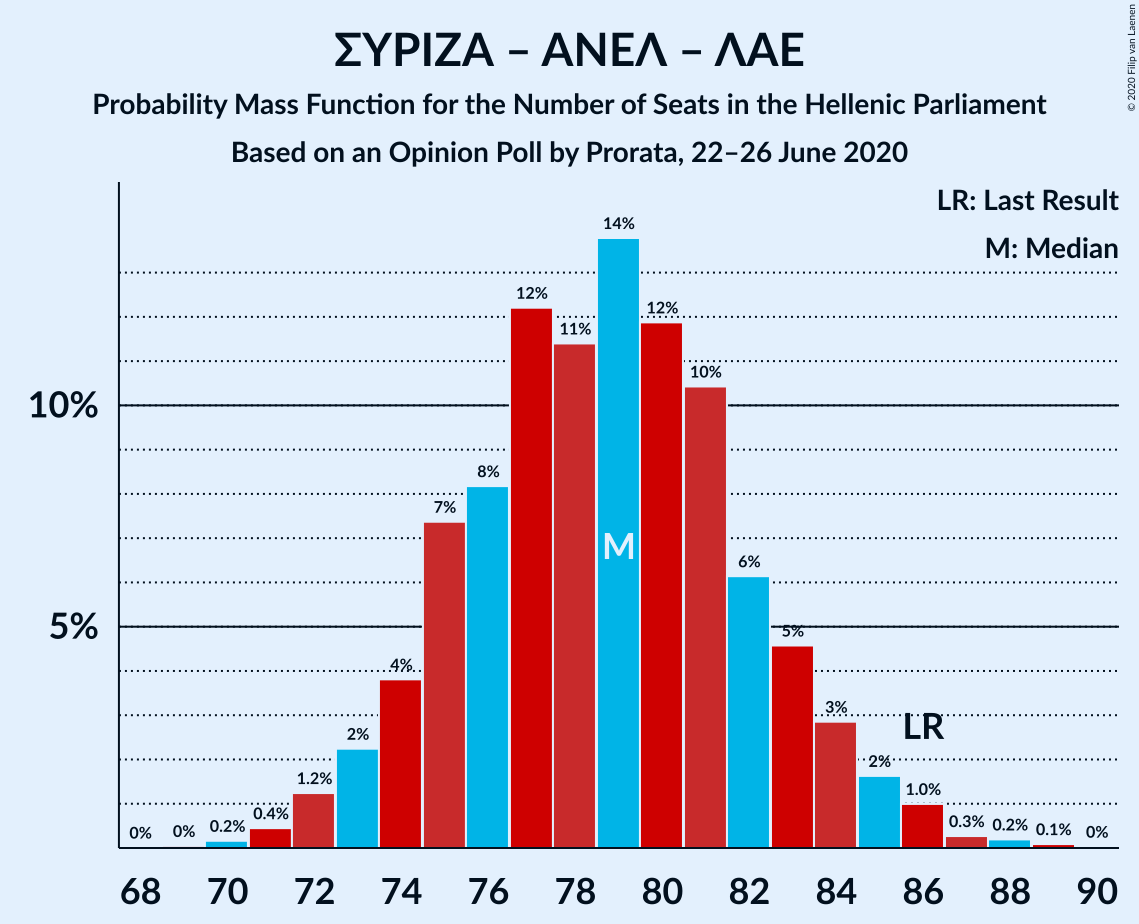 ΣΥΡΙΖΑ – ΑΝΕΛ – ΛΑΕ
Probability Mass Function for the Number of Seats in the Hellenic Parliament
Based on an Opinion Poll by Prorata, 22–26 June 2020
© 2020 Filip van Laenen
LR: Last Result
M: Median
10%
5%
0% 0% 0.2% 0.4% 1.2% 2% 4% 7% 8% 12% 11% 14% 12% 10% 6% 5% 3% 2% 1.0% 0.3% 0.2% 0.1% 0%
M
LR
68 70 72 74 76 78 80 82 84 86 88 90